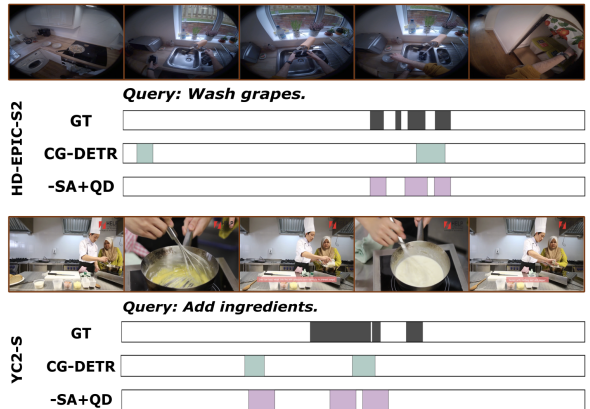 HD-EPIC-S2
Query: Wash grapes.
GT
CG-DETR
-SA+QD
YC2-S
Query: Add ingredients.
GT
CG-DETR
-SA+QD